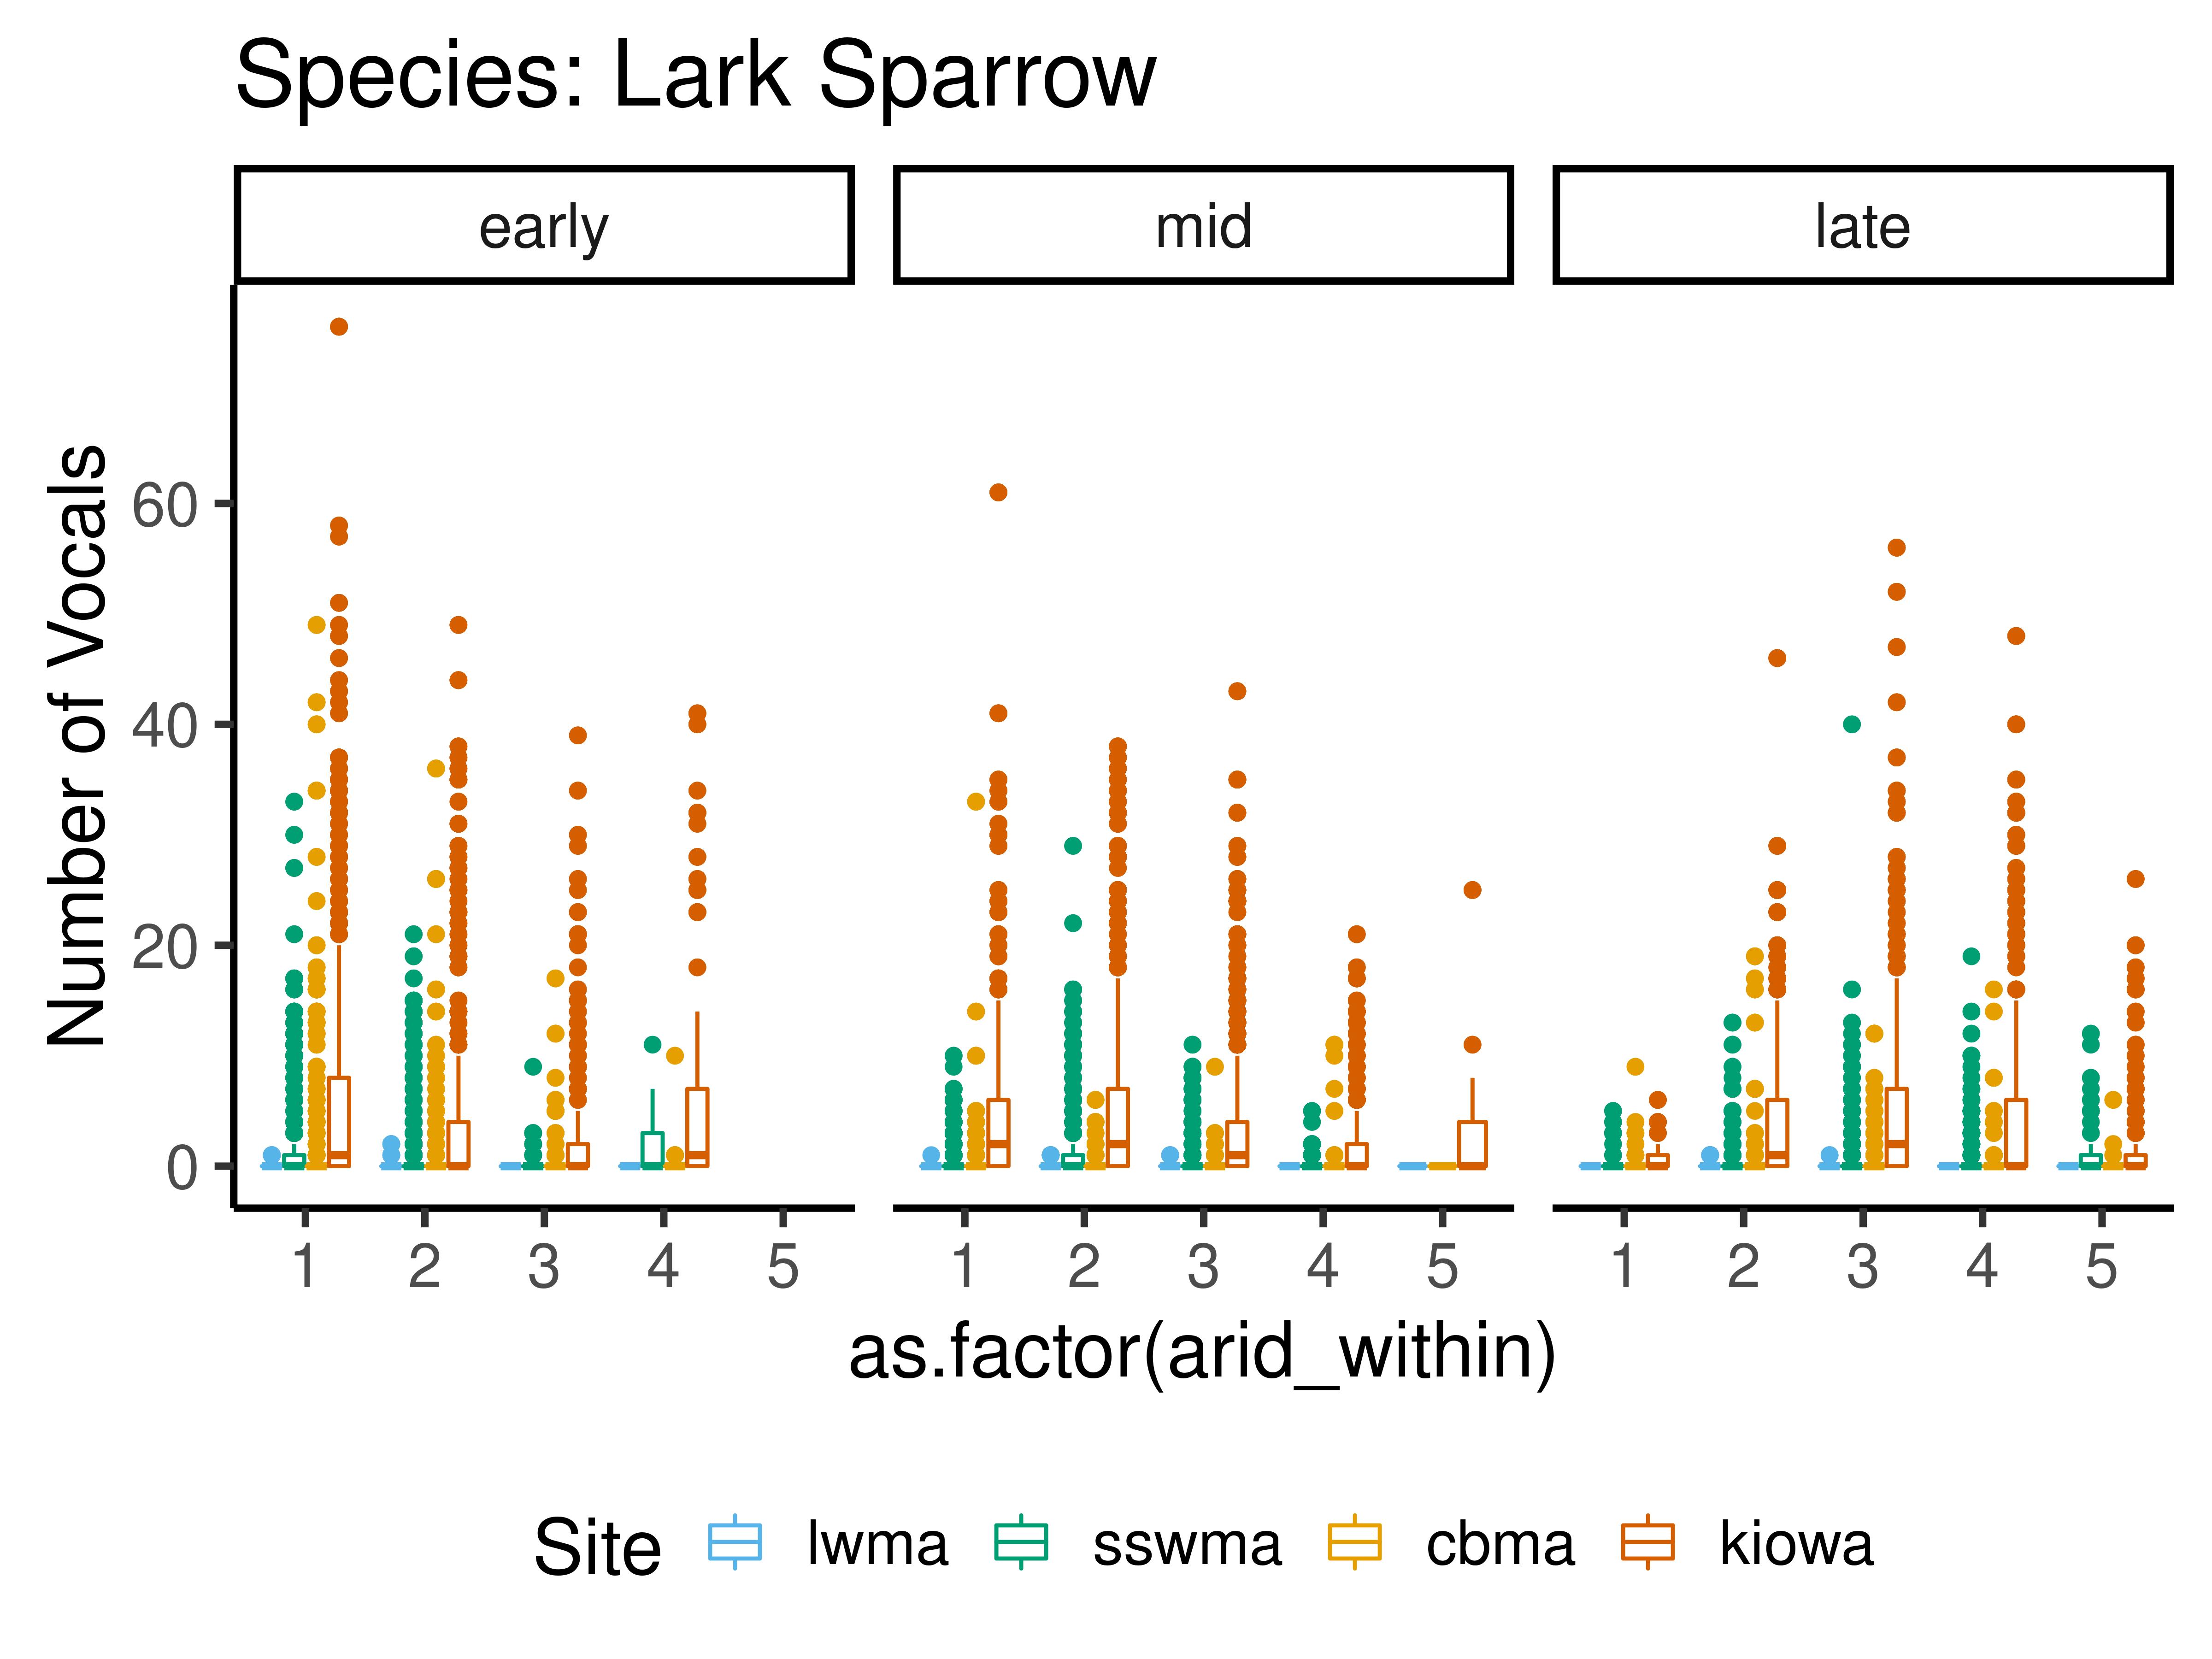 Species: Lark Sparrow
early mid late
Number of Vocals
60
40
20
0
1 2 3 4 5 1 2 3 4 5 1 2 3 4 5
as.factor(arid_within)
Site lwma sswma cbma kiowa